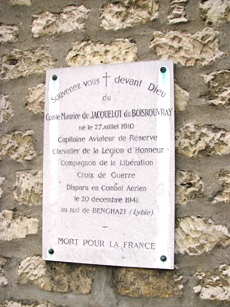 Souvenez vous † devant Dieu
du
Comte Maurice de JACQUELOT du BOISROUVRAY
né le 27 Juillet 1910
Capitaine Aviateur de Réserve
Chevalier de la Légion d'Honneur
Compagnon de la Libération
Croix de Guerre
Disparu en Combat Aérien
le 20 décembre 1941
au sud de BENGHAZI (Lybie)
MORT POUR LA FRANCE